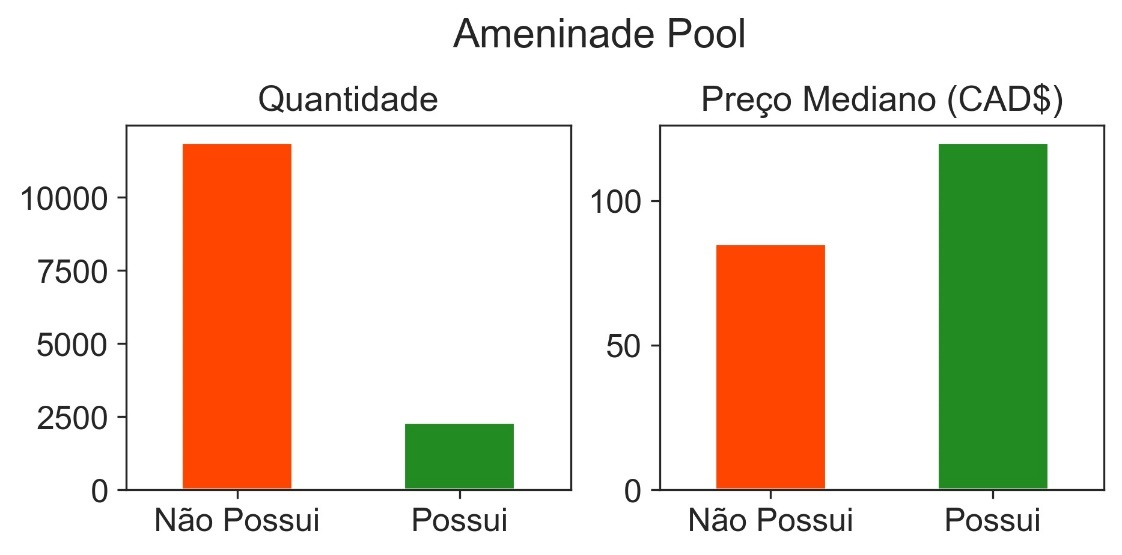 Ameninade Pool
Quantidade
10000
7500
5000
2500
0
Não Possui
Possui
Preço Mediano (CAD$)
100
50
0
Não Possui
Possui